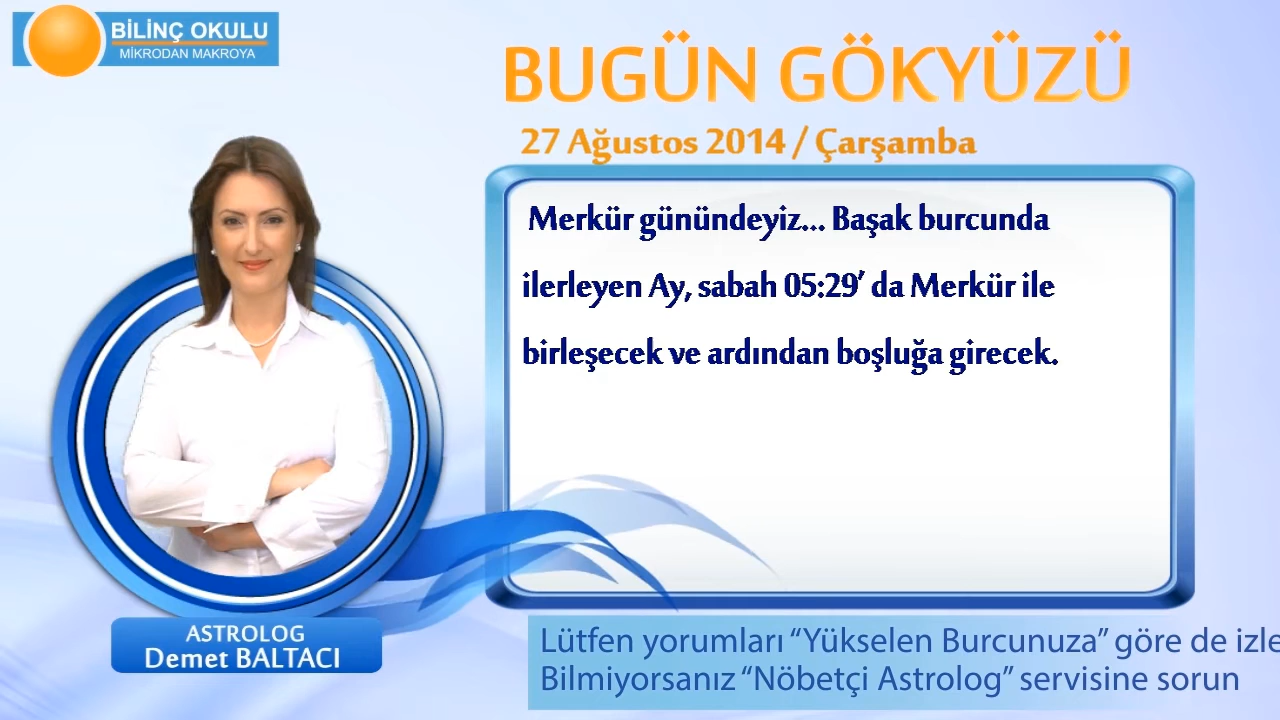 BİLİNÇ OKULU
MİKRODAN MAKROYA
BUGÜN GÖKYÜZÜ
27 Ağustos 2014 / Çarşamba
Merkür günündeyiz... Başak burcunda
ilerleyen Ay, sabah 05:29’ da Merkür ile
birleşecek ve ardından boşluğa girecek.
ASTROLOG
Demet BALTACI
Lütfen yorumları “Yükselen Burcunuza” göre de izle
Bilmiyorsanız “Nöbetçi Astrolog” servisine sorun